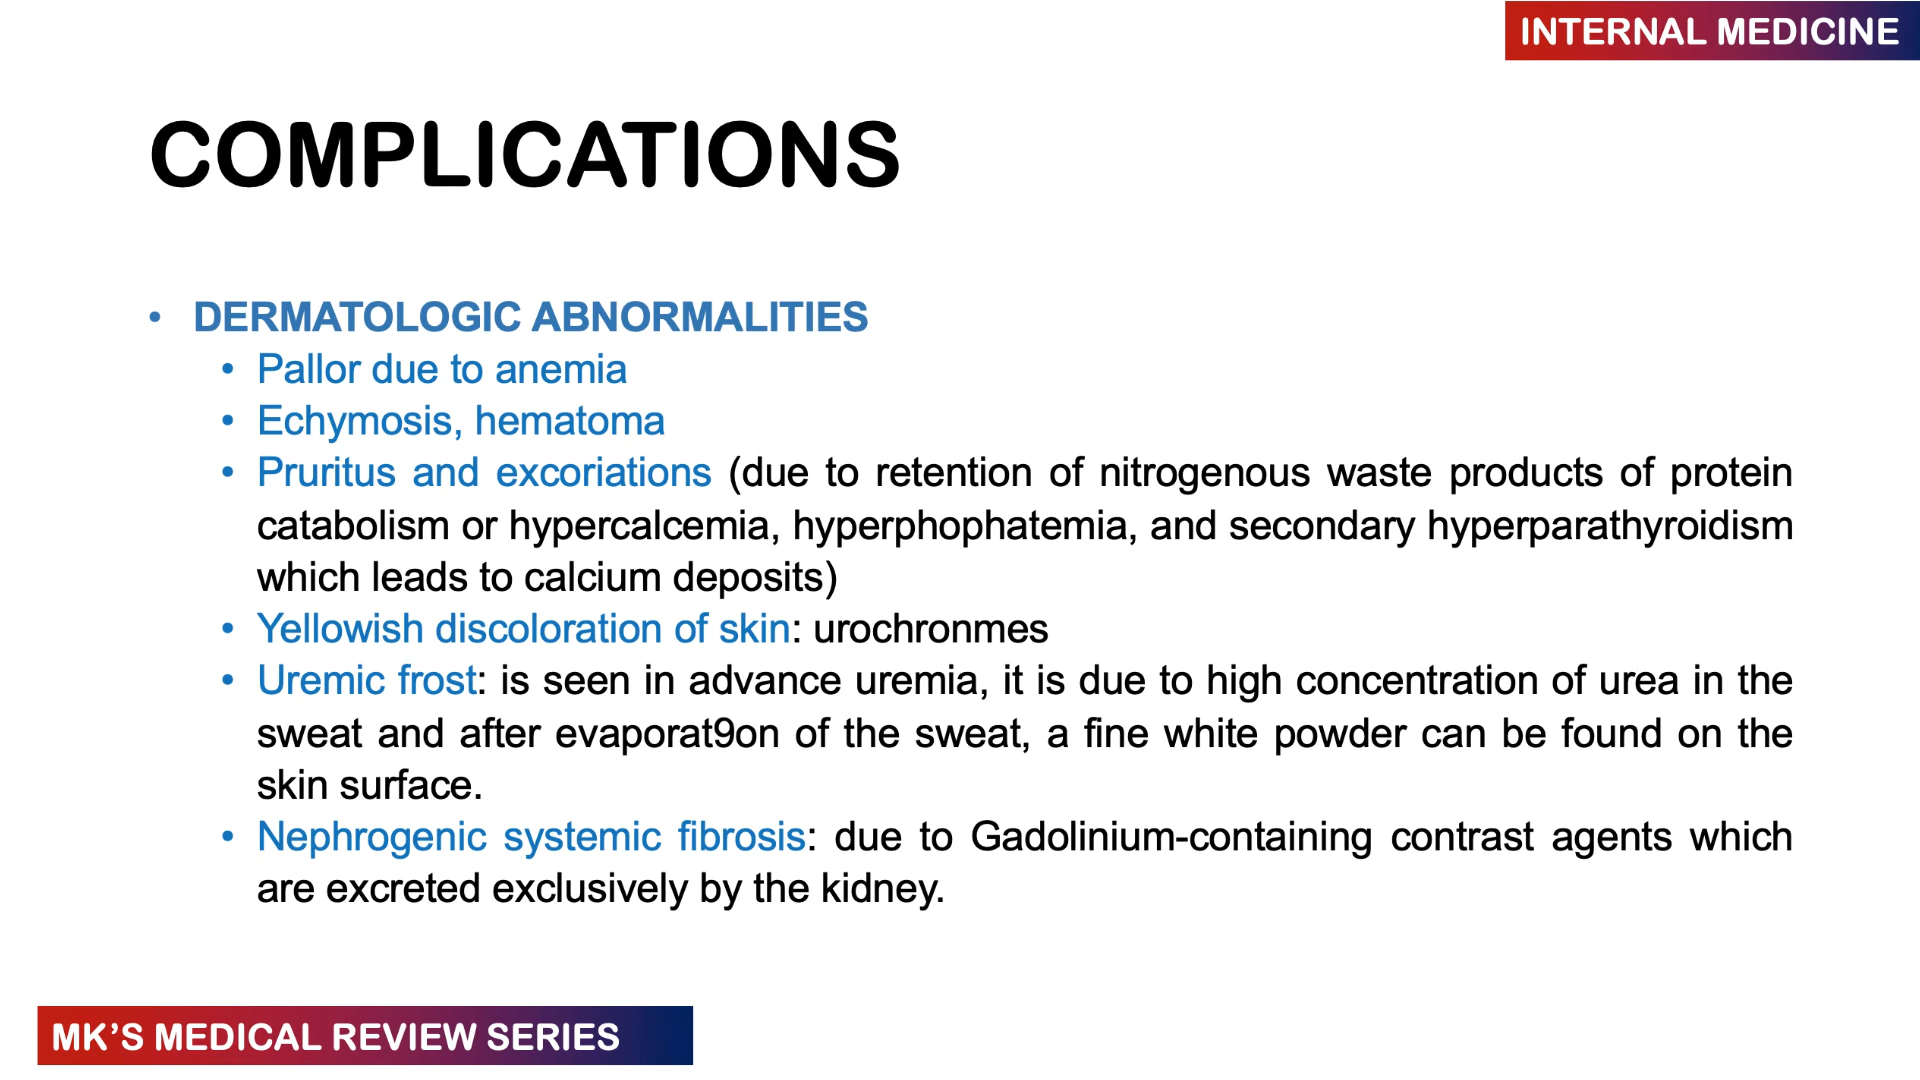 INTERNAL MEDICINE
COMPLICATIONS
• DERMATOLOGIC ABNORMALITIES
• Pallor due to anemia
• Echymosis, hematoma
• Pruritus and excoriations (due to retention of nitrogenous waste products of protein
catabolism or hypercalcemia, hyperphophatemia, and secondary hyperparathyroidism
which leads to calcium deposits)
• Yellowish discoloration of skin: urochronmes
• Uremic frost: is seen in advance uremia, it is due to high concentration of urea in the
sweat and after evaporat9on of the sweat, a fine white powder can be found on the
skin surface.
• Nephrogenic systemic fibrosis: due to Gadolinium-containing contrast agents which
are excreted exclusively by the kidney.
MK’S MEDICAL REVIEW SERIES